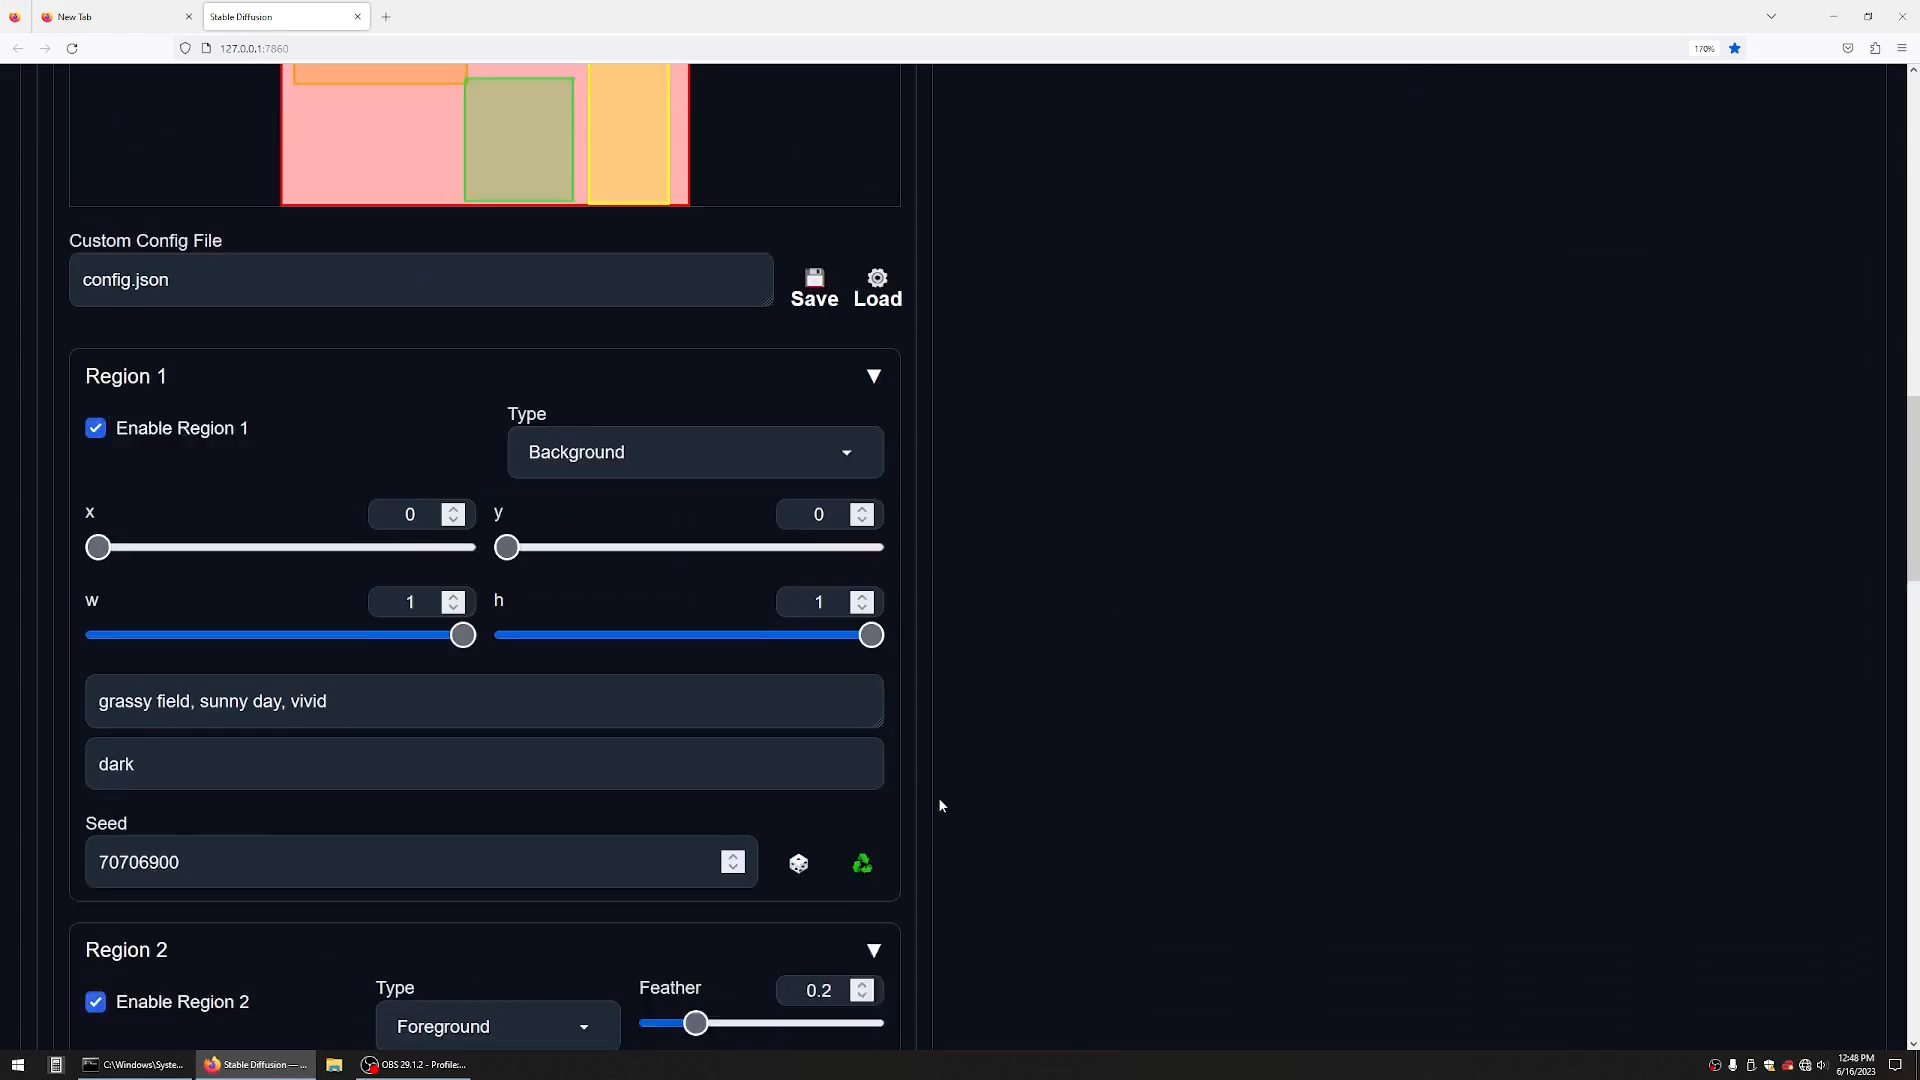 New Tab
Stable Diffusion
127.0.0.1:7860
170%
Custom Config File
config.json
Save
Load
Region 1
Enable Region 1
Type
Background
x
0
y
0
w
1
h
1
grassy field, sunny day, vivid
dark
Seed
70706900
Region 2
Enable Region 2
Type
Foreground
Feather
0.2
C:\Windows\Syste...
Stable Diffusion — ...
OBS 29.1.2 - Profile:...
12:48 PM
6/16/2023